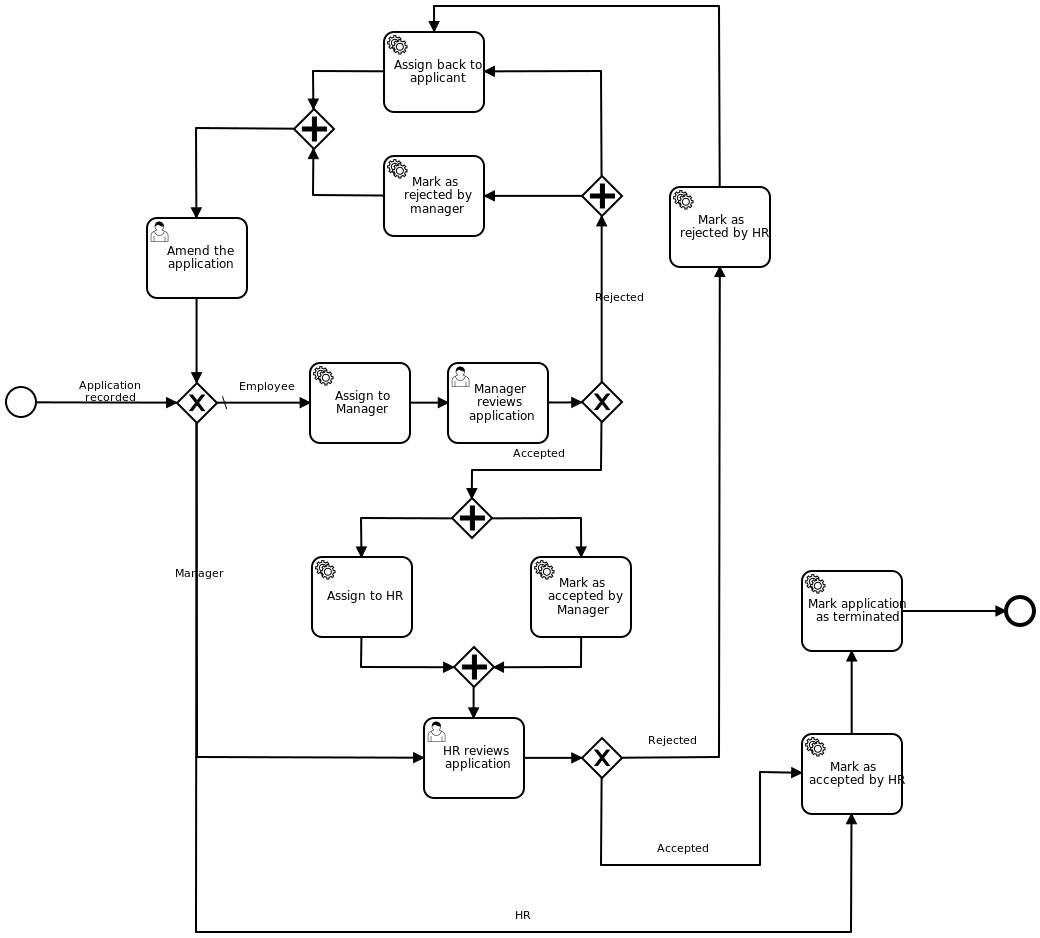 Assign back to
applicant
Mark as
rejected by
manager
Mark as
rejected by HR
Amend the
application
Rejected
Application
recorded
Employee
Assign to
Manager
Manager
reviews
application
Accepted
Manager
Assign to HR
Mark as
accepted by
Manager
Mark application
as terminated
HR reviews
application
Rejected
Mark as
accepted by HR
Accepted
HR